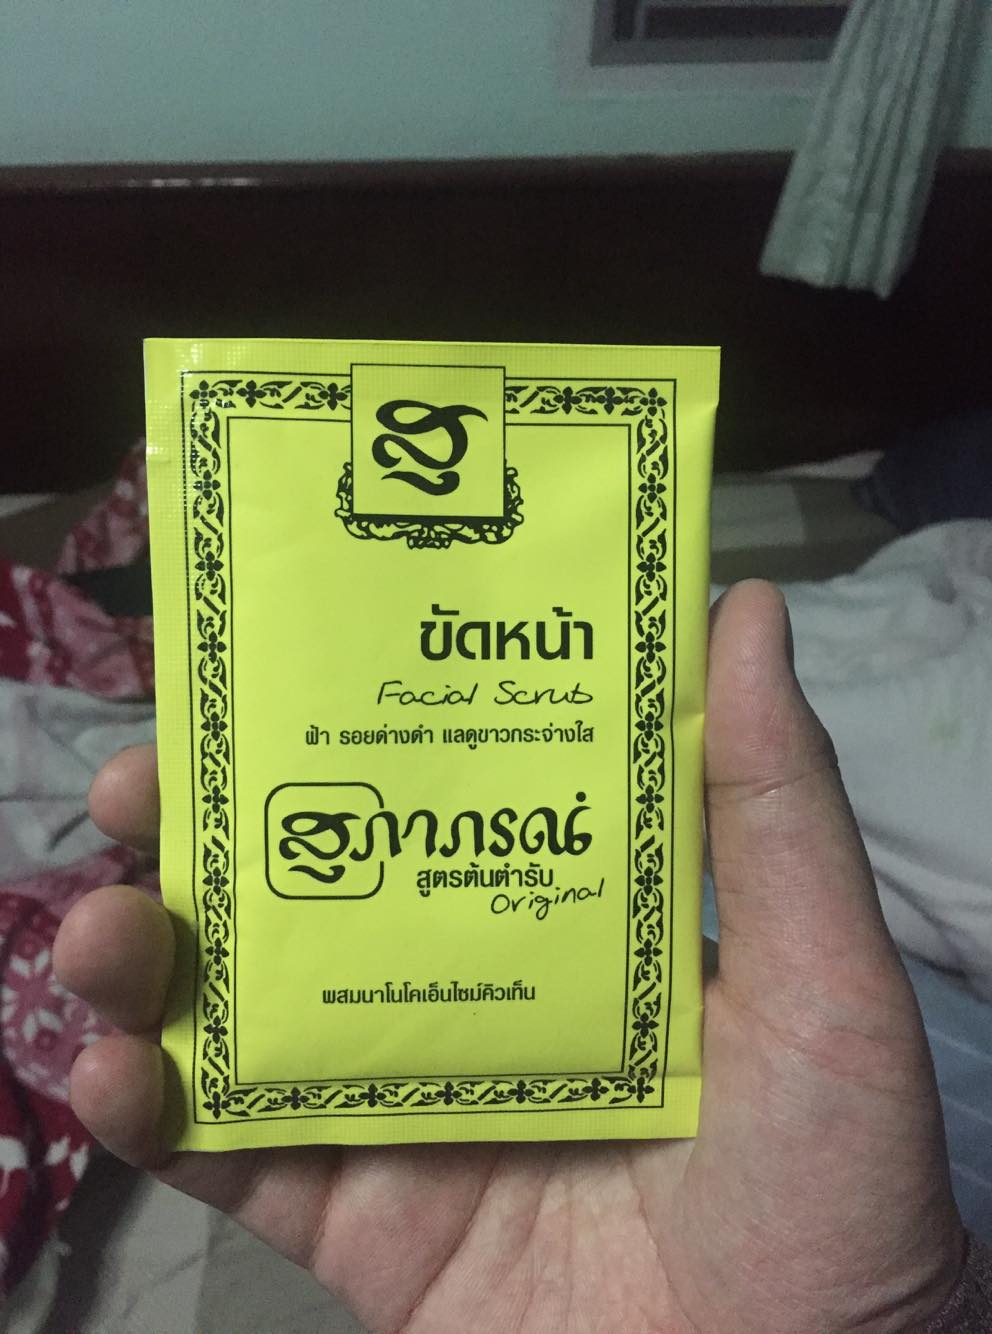 สุ
ขัดหน้า
Facial Scrub
ฝ้า รอยด่างดำ แลดูขาวกระจ่างใส
สุภาภรณ์
สูตรต้นตำรับ
Original
ผสมนาโนโคเอ็นไซม์คิวเท็น